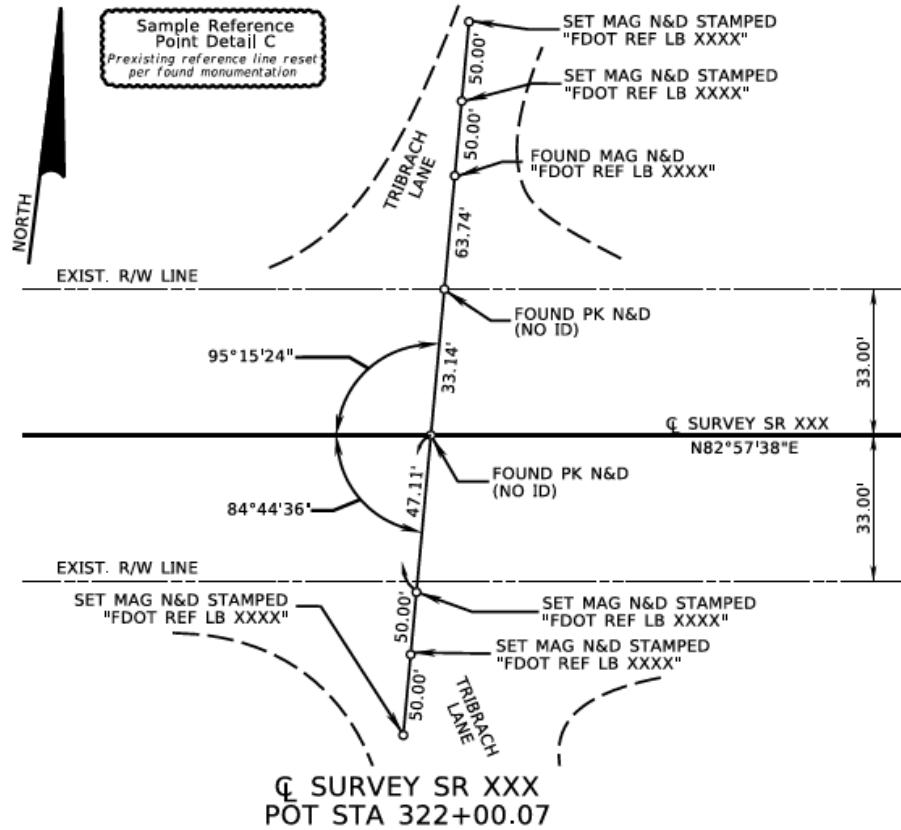 Sample Reference
Point Detail C
Prexisting reference line reset
per found monumentation
NORTH
SET MAG N&D STAMPED
"FDOT REF LB XXXX"
50.00'
SET MAG N&D STAMPED
"FDOT REF LB XXXX"
50.00'
TRIBRACH
LANE
FOUND MAG N&D
"FDOT REF LB XXXX"
63.74'
EXIST. R/W LINE
FOUND PK N&D
(NO ID)
95°15'24"
33.14'
33.00'
℄ SURVEY SR XXX
N82°57'38"E
FOUND PK N&D
(NO ID)
84°44'36"
47.11'
33.00'
EXIST. R/W LINE
SET MAG N&D STAMPED
"FDOT REF LB XXXX"
50.00'
SET MAG N&D STAMPED
"FDOT REF LB XXXX"
SET MAG N&D STAMPED
"FDOT REF LB XXXX"
50.00'
TRIBRACH
LANE
℄ SURVEY SR XXX
POT STA 322+00.07